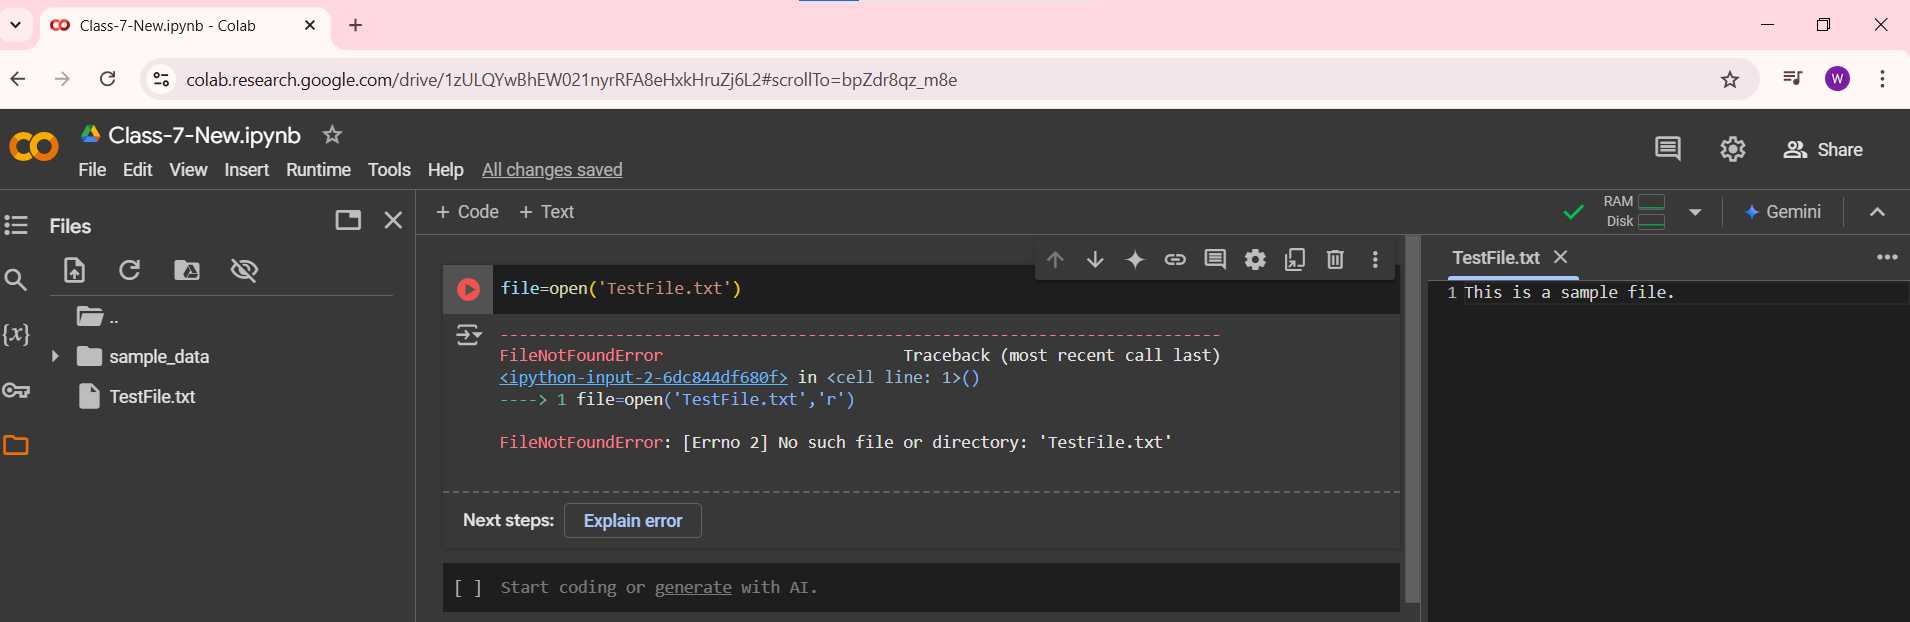 Class-7-New.ipynb - Colab
colab.research.google.com/drive/1zULQYwBhEW021nyrRFA8eHxkHruZj6L2#scrollTo=bpZdr8qz_m8e
W
Class-7-New.ipynb
File Edit View Insert Runtime Tools Help All changes saved
Share
Files
..
sample_data
TestFile.txt
{x}
+ Code + Text
RAM
Disk
Gemini
file=open('TestFile.txt')
---------------------------------------------------------------------------
FileNotFoundError Traceback (most recent call last)
<ipython-input-2-6dc844df680f> in <cell line: 1>()
----> 1 file=open('TestFile.txt','r')
FileNotFoundError: [Errno 2] No such file or directory: 'TestFile.txt'
Next steps: Explain error
[ ] Start coding or generate with AI.
TestFile.txt
1 This is a sample file.